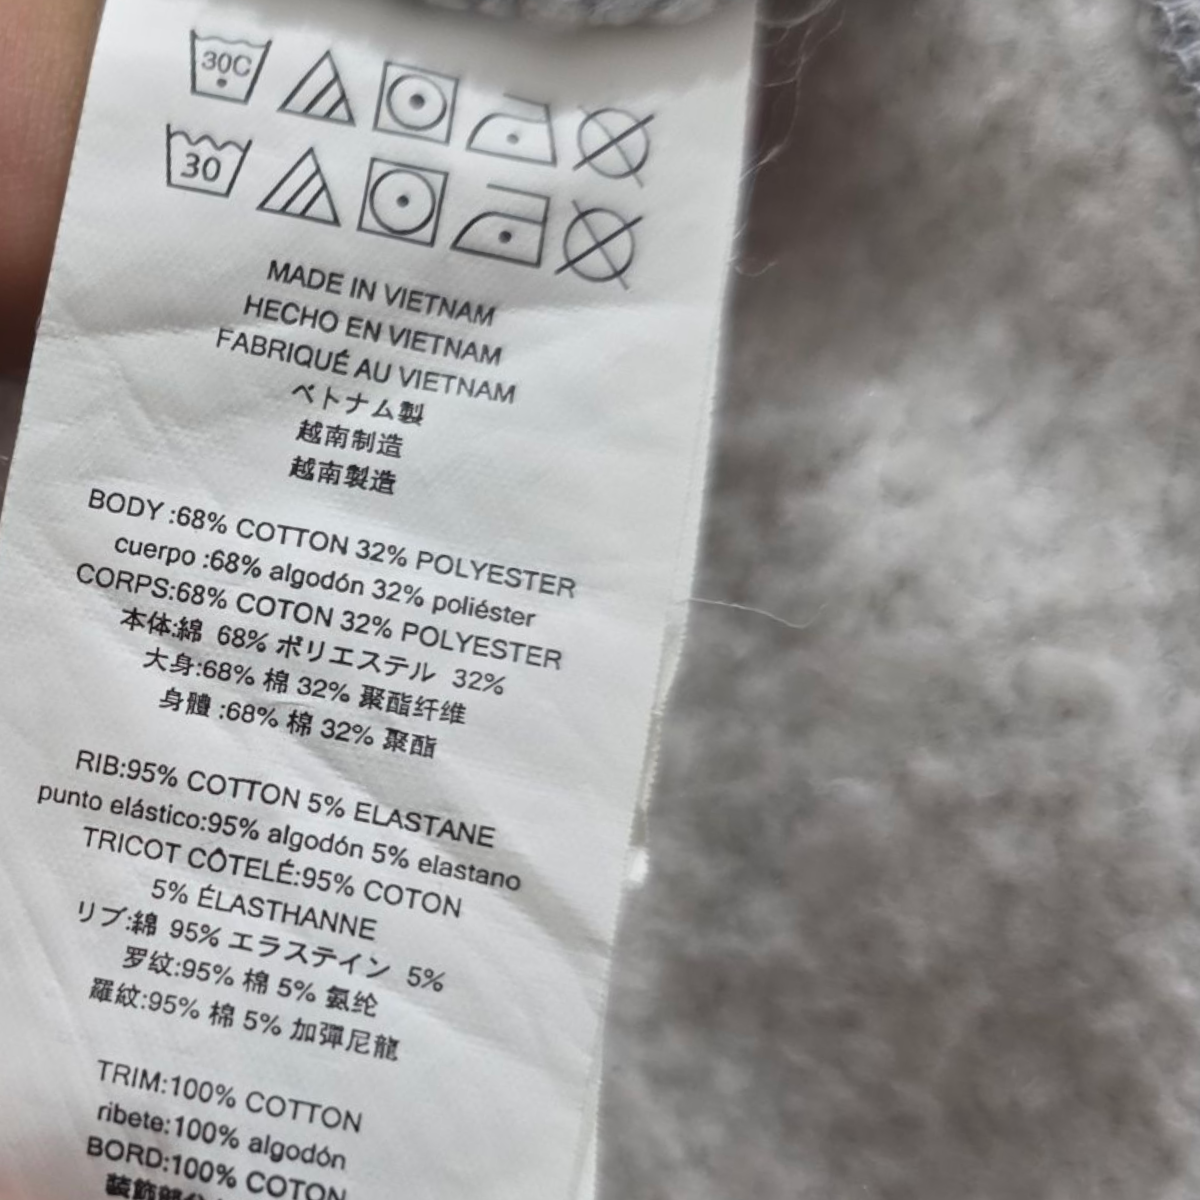 30C
30
MADE IN VIETNAM
HECHO EN VIETNAM
FABRIQUÉ AU VIETNAM
ベトナム製
越南制造
越南製造
BODY :68% COTTON 32% POLYESTER
cuerpo :68% algodón 32% poliéster
CORPS:68% COTON 32% POLYESTER
本体:綿 68% ポリエステル 32%
大身:68% 棉 32% 聚酯纤维
身體 :68% 棉 32% 聚酯
RIB:95% COTTON 5% ELASTANE
punto elástico:95% algodón 5% elastano
TRICOT CÔTELÉ:95% COTON
5% ÉLASTHANNE
リブ:綿 95% エラステイン 5%
罗纹:95% 棉 5% 氨纶
羅紋:95% 棉 5% 加彈尼龍
TRIM:100% COTTON
ribete:100% algodón
BORD:100% COTON
装飾部分